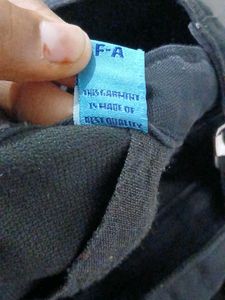 F-A
THIS GARMENT
IS MADE OF
BEST QUALITY